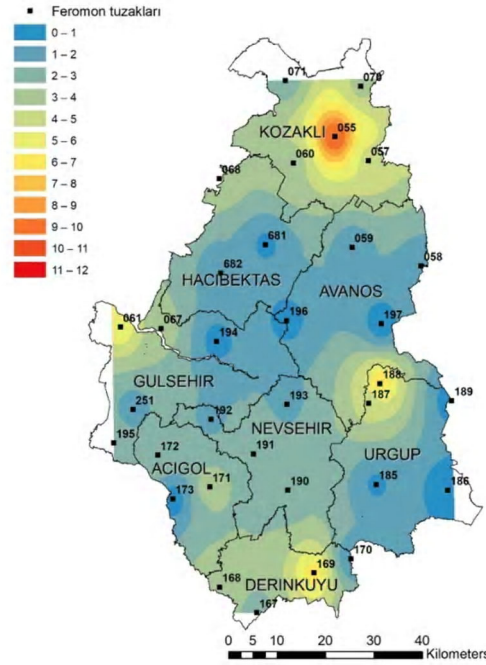 Feromon tuzakları
0 – 1
1 – 2
2 – 3
3 – 4
4 – 5
5 – 6
6 – 7
7 – 8
8 – 9
9 – 10
10 – 11
11 – 12
071
070
KOZAKLI
055
060
057
068
681
059
058
682
HACIBEKTAS
AVANOS
061
067
196
197
194
188
GULSEHIR
187
189
251
192
193
NEVSEHIR
195
172
191
URGUP
ACIGOL
171
185
186
173
190
170
169
168
DERINKUYU
167
0 5 10 20 30 40
Kilometers